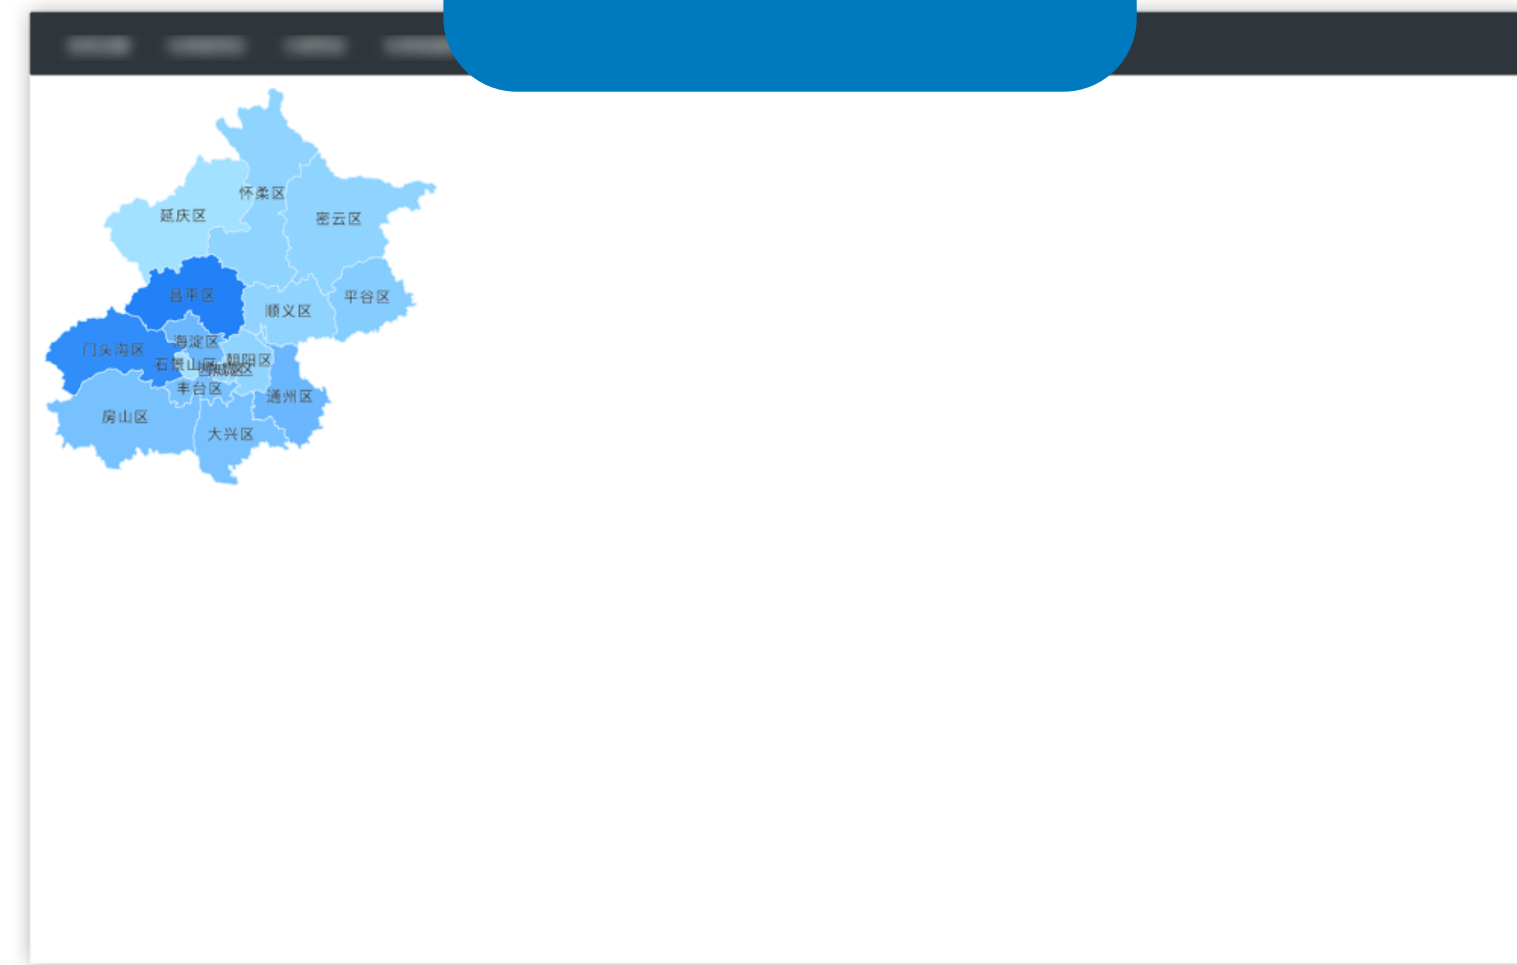 怀柔区
延庆区
密云区
昌平区
平谷区
顺义区
海淀区
门头沟区
朝阳区
石景山区
丰台区
通州区
房山区
大兴区